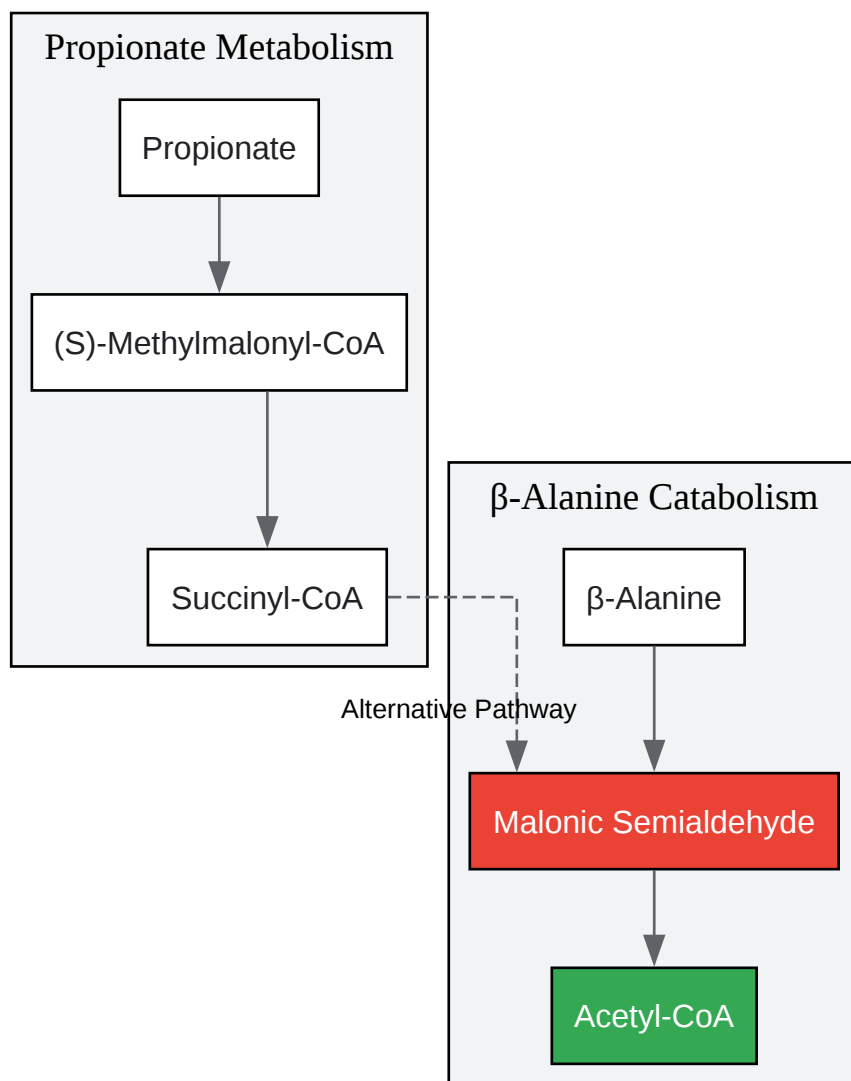 Propionate Metabolism
Propionate
(S)-Methylmalonyl-CoA
Succinyl-CoA
β-Alanine Catabolism
β-Alanine
Alternative Pathway
Malonic Semialdehyde
Acetyl-CoA